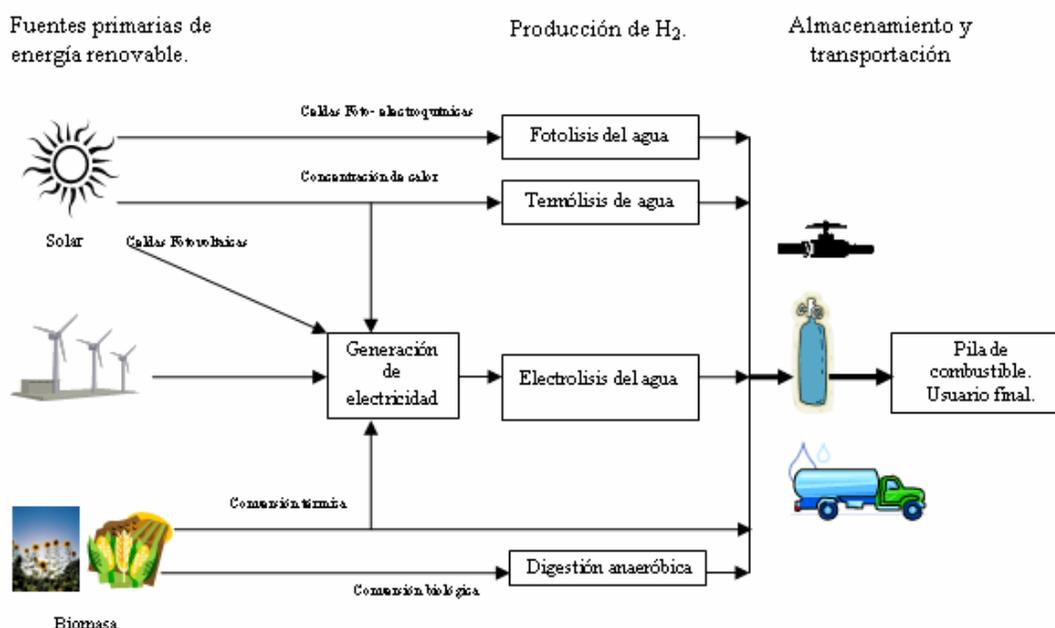 Fuentes primarias de
energía renovable.
Producción de H₂.
Almacenamiento y
transportación
Celdas Foto- electroquímicas
Fotolisis del agua
Concentración de calor
Termólisis de agua
Solar
Celdas Fotovoltaicas
Generación
de
electricidad
Electrolisis del agua
Pila de
combustible.
Usuario final.
Conversión térmica
Digestión anaeróbica
Conversión biológica
Biomasa